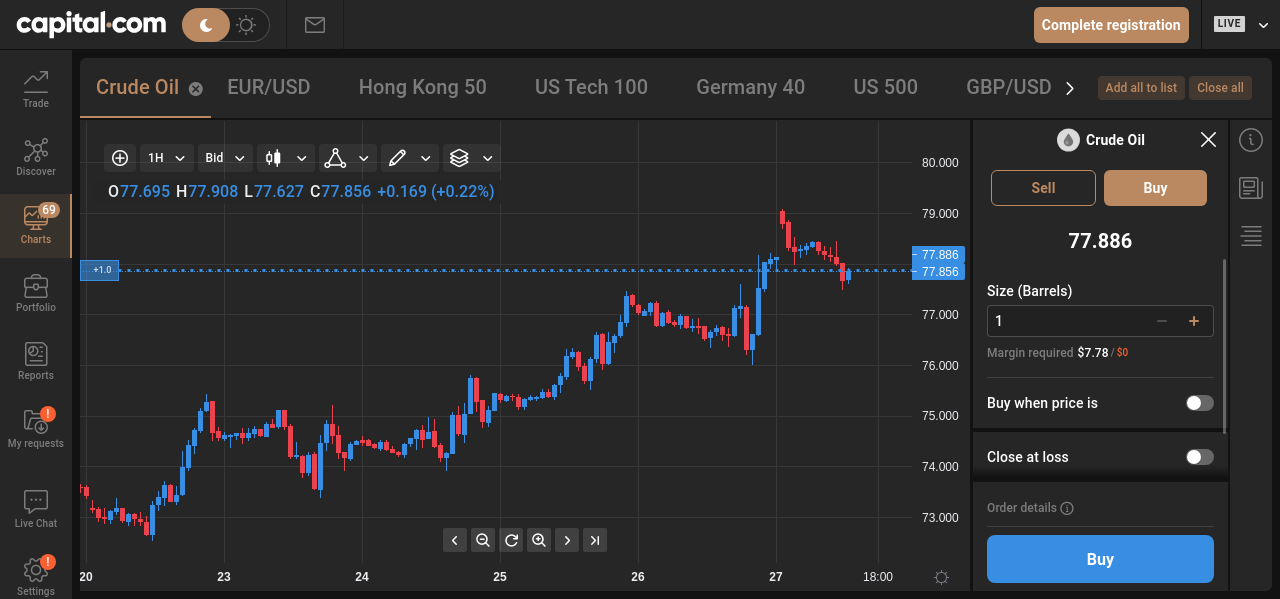 capital.com
Complete registration
LIVE
Trade
Discover
69
Charts
Portfolio
Reports
!
My requests
Live Chat
!
Settings
Crude Oil
EUR/USD
Hong Kong 50
US Tech 100
Germany 40
US 500
GBP/USD
Add all to list
Close all
1H
Bid
O77.695 H77.908 L77.627 C77.856 +0.169 (+0.22%)
+1.0
80.000
79.000
77.886
77.856
77.000
76.000
75.000
74.000
73.000
20
23
24
25
26
27
18:00
Crude Oil
Sell
Buy
77.886
Size (Barrels)
1
Margin required $7.78 / $0
Buy when price is
Close at loss
Order details
Buy